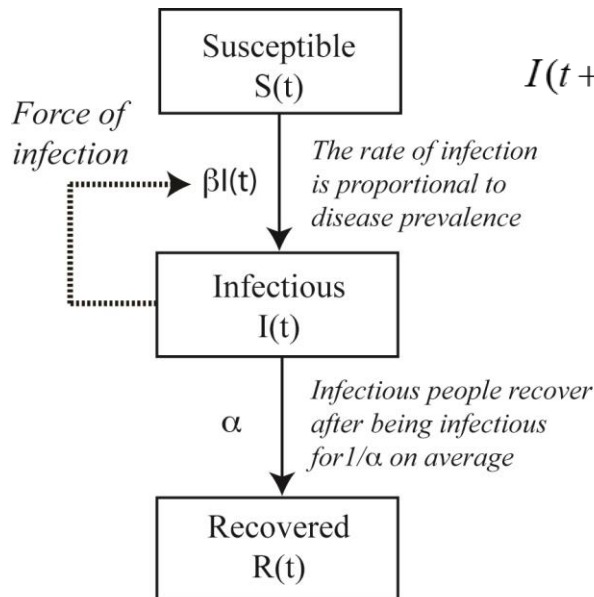 Susceptible
S(t)
I(t+
Force of
infection
βI(t)
The rate of infection
is proportional to
disease prevalence
Infectious
I(t)
α
Infectious people recover
after being infectious
for1/α on average
Recovered
R(t)